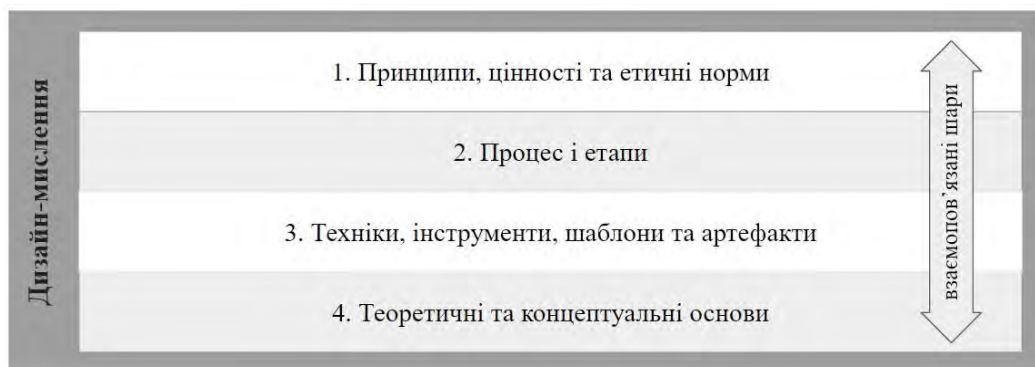 Дизайн-мислення
1. Принципи, цінності та етичні норми
2. Процес і етапи
3. Техніки, інструменти, шаблони та артефакти
4. Теоретичні та концептуальні основи
взаємопов’язані шари